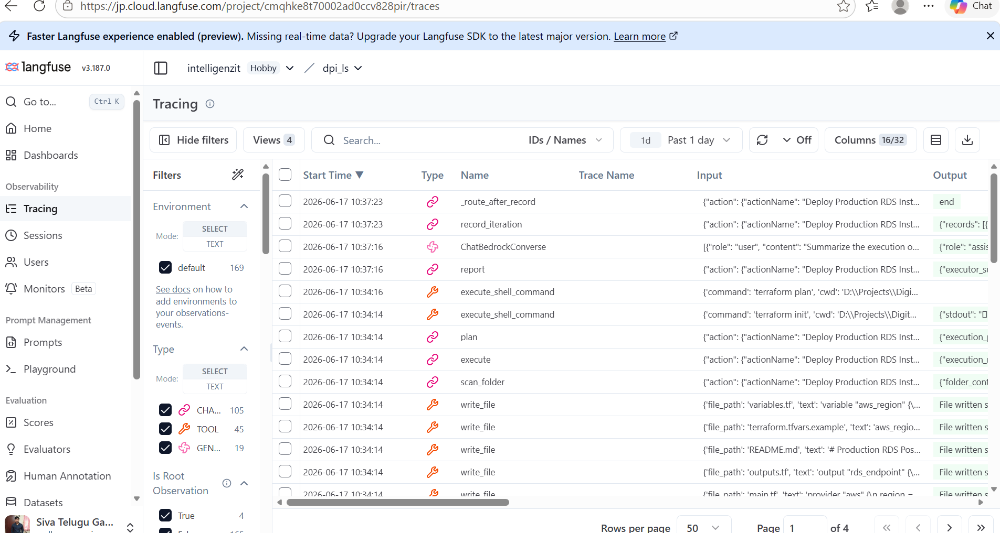 https://jp.cloud.langfuse.com/project/cmqhke8t70002ad0ccv828pir/traces
Chat
Faster Langfuse experience enabled (preview). Missing real-time data? Upgrade your Langfuse SDK to the latest major version. Learn more
langfuse v3.187.0
intelligenzit Hobby / dpi_ls
Go to... Ctrl K
Home
Dashboards
Observability
Tracing
Sessions
Users
Monitors Beta
Prompt Management
Prompts
Playground
Evaluation
Scores
Evaluators
Human Annotation
Datasets
Siva Telugu Ga...
Tracing
Hide filters Views 4 Search... IDs / Names 1d Past 1 day Off Columns 16/32
Filters
Environment
Mode: SELECT
TEXT
default 169
See docs on how to
add environments to
your observations-
events.
Type
Mode: SELECT
TEXT
CHA... 105
TOOL 45
GEN... 19
Is Root
Observation
True 4
Start Time ▼ Type Name Trace Name Input Output
2026-06-17 10:37:23 _route_after_record {"action": {"actionName": "Deploy Production RDS Inst... end
2026-06-17 10:37:23 record_iteration {"action": {"actionName": "Deploy Production RDS Inst... {"records": [{
2026-06-17 10:37:16 ChatBedrockConverse [{"role": "user", "content": "Summarize the execution o... {"role": "assis
2026-06-17 10:37:16 report {"action": {"actionName": "Deploy Production RDS Inst... {"executor_su
2026-06-17 10:34:16 execute_shell_command {'command': 'terraform plan', 'cwd': 'D:\\Projects\\Digi...
2026-06-17 10:34:14 execute_shell_command {'command': 'terraform init', 'cwd': 'D:\\Projects\\Digit... {"stdout": "▯
2026-06-17 10:34:14 plan {"action": {"actionName": "Deploy Production RDS Inst... {"execution_p
2026-06-17 10:34:14 execute {"action": {"actionName": "Deploy Production RDS Inst... {"execution_r
2026-06-17 10:34:14 scan_folder {"action": {"actionName": "Deploy Production RDS Inst... {"folder_cont
2026-06-17 10:34:14 write_file {'file_path': 'variables.tf', 'text': 'variable "aws_region" {\... File written s
2026-06-17 10:34:14 write_file {'file_path': 'terraform.tfvars.example', 'text': 'aws_regio... File written s
2026-06-17 10:34:14 write_file {'file_path': 'README.md', 'text': '# Production RDS Pos... File written s
2026-06-17 10:34:14 write_file {'file_path': 'outputs.tf', 'text': 'output "rds_endpoint" {\... File written s
2026-06-17 10:34:14 write_file {'file_path': 'main.tf', 'text': 'provider "aws" {\n region = File written s
Rows per page 50 Page 1 of 4